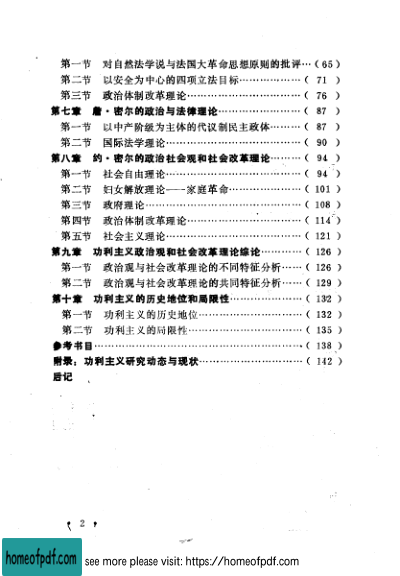 第一节 对自然法学说与法国大革命思想原则的批评…(65)
第二节 以安全为中心的四项立法目标………………( 71 )
第三节 政治体制改革理论……………………………( 76 )
第七章 詹·密尔的政治与法律理论…………………( 87 )
第一节 以中产阶级为主体的代议制民主政体………( 87 )
第二节 国际法学理论…………………………………( 90 )
第八章 约·密尔的政治社会观和社会改革理论………( 94 )
第一节 社会自由理论…………………………………( 94 )
第二节 妇女解放理论——家庭革命…………………( 101 )
第三节 政府理论………………………………………( 108 )
第四节 政治体制改革理论……………………………( 114 )
第五节 社会主义理论…………………………………( 121 )
第九章 功利主义政治观和社会改革理论综论…………( 126 )
第一节 政治观与社会改革理论的不同特征分析……( 126 )
第二节 政治观与社会改革理论的共同特征分析……( 129 )
第十章 功利主义的历史地位和局限性…………………( 132 )
第一节 功利主义的历史地位…………………………( 132 )
第二节 功利主义的局限性……………………………( 135 )
参考书目……………………………………………………( 138 )
附录：功利主义研究动态与现状…………………………( 142 )
后记
2
homeofpdf.com see more please visit: https://homeofpdf.com